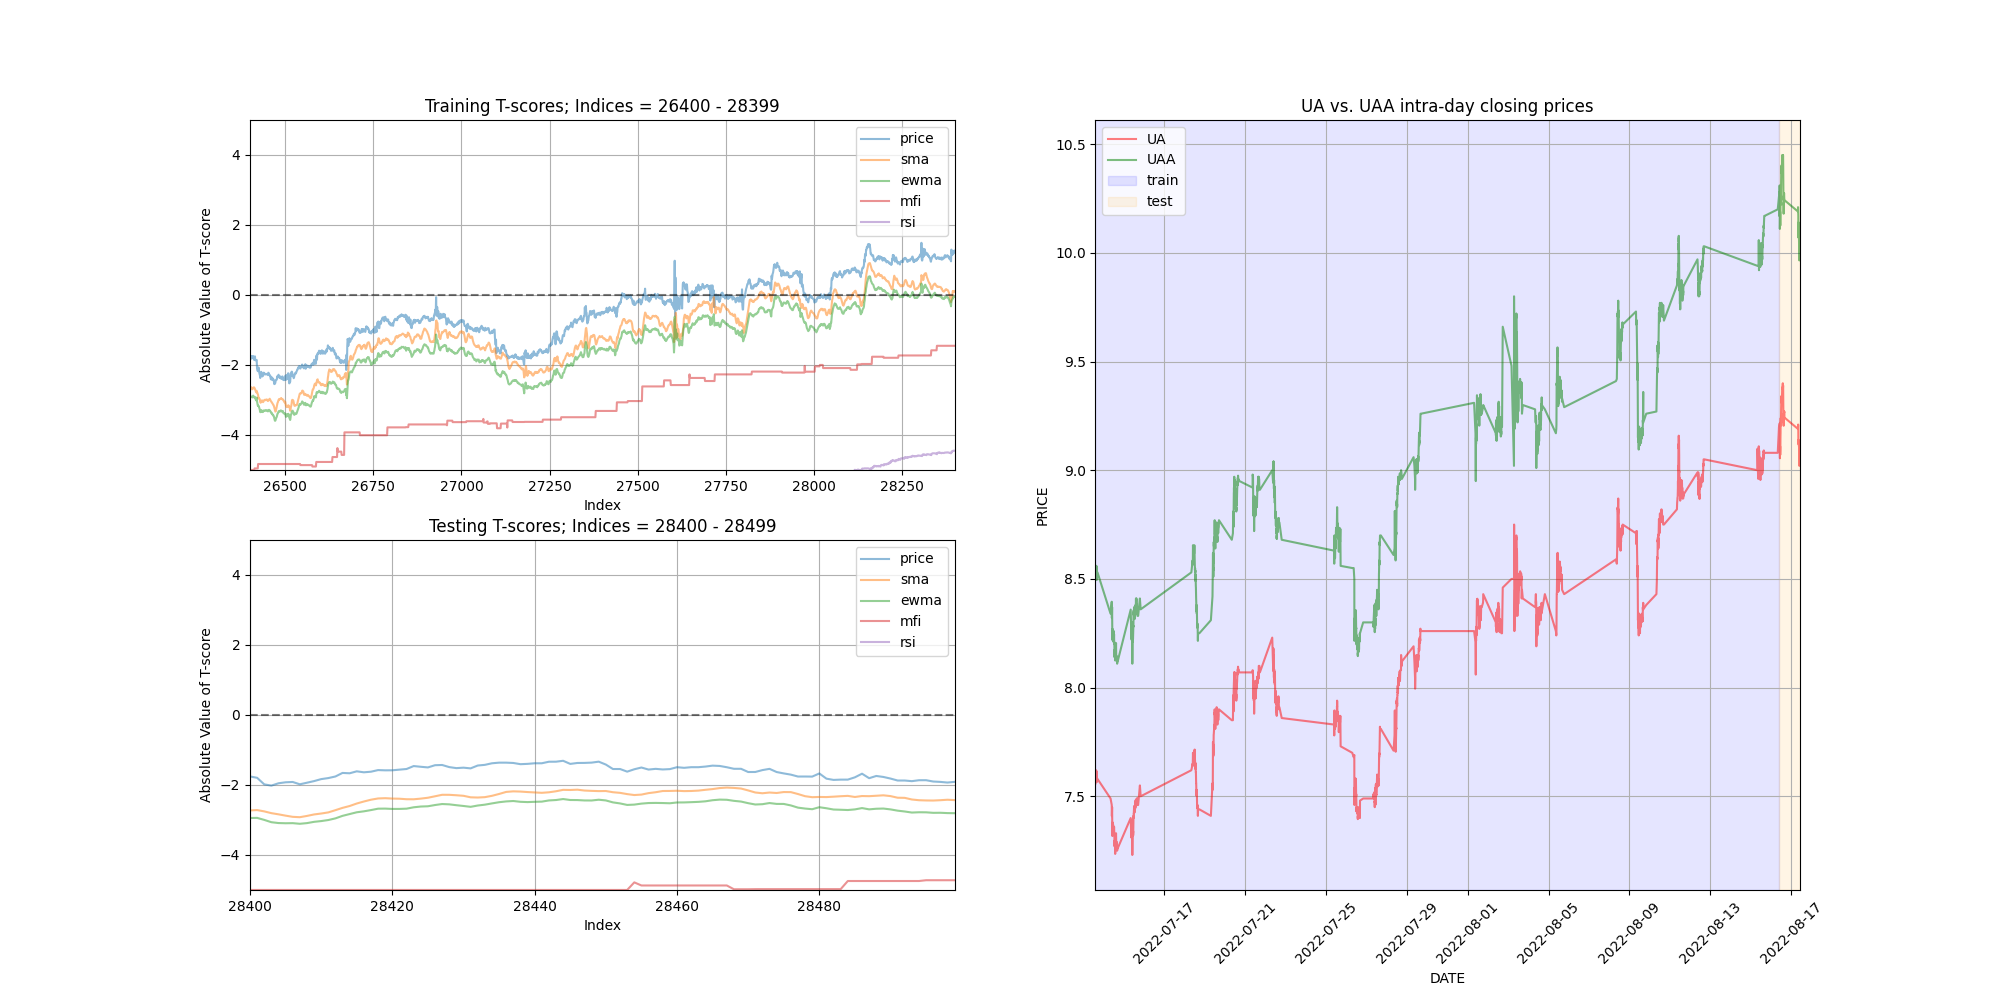 Training T-scores; Indices = 26400 - 28399
Absolute Value of T-score
4
2
0
−2
−4
price
sma
ewma
mfi
rsi
26500
26750
27000
27250
27500
27750
28000
28250
Index
Testing T-scores; Indices = 28400 - 28499
Absolute Value of T-score
4
2
0
−2
−4
price
sma
ewma
mfi
rsi
28400
28420
28440
28460
28480
Index
UA vs. UAA intra-day closing prices
PRICE
10.5
10.0
9.5
9.0
8.5
8.0
7.5
UA
UAA
train
test
2022-07-17
2022-07-21
2022-07-25
2022-07-29
2022-08-01
2022-08-05
2022-08-09
2022-08-13
2022-08-17
DATE